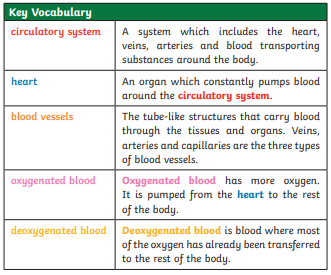 Key Vocabulary
circulatory system
A system which includes the heart,
veins, arteries and blood transporting
substances around the body.
heart
An organ which constantly pumps blood
around the circulatory system.
blood vessels
The tube-like structures that carry blood
through the tissues and organs. Veins,
arteries and capillaries are the three types
of blood vessels.
oxygenated blood
Oxygenated blood has more oxygen.
It is pumped from the heart to the rest
of the body.
deoxygenated blood
Deoxygenated blood is blood where most
of the oxygen has already been transferred
to the rest of the body.